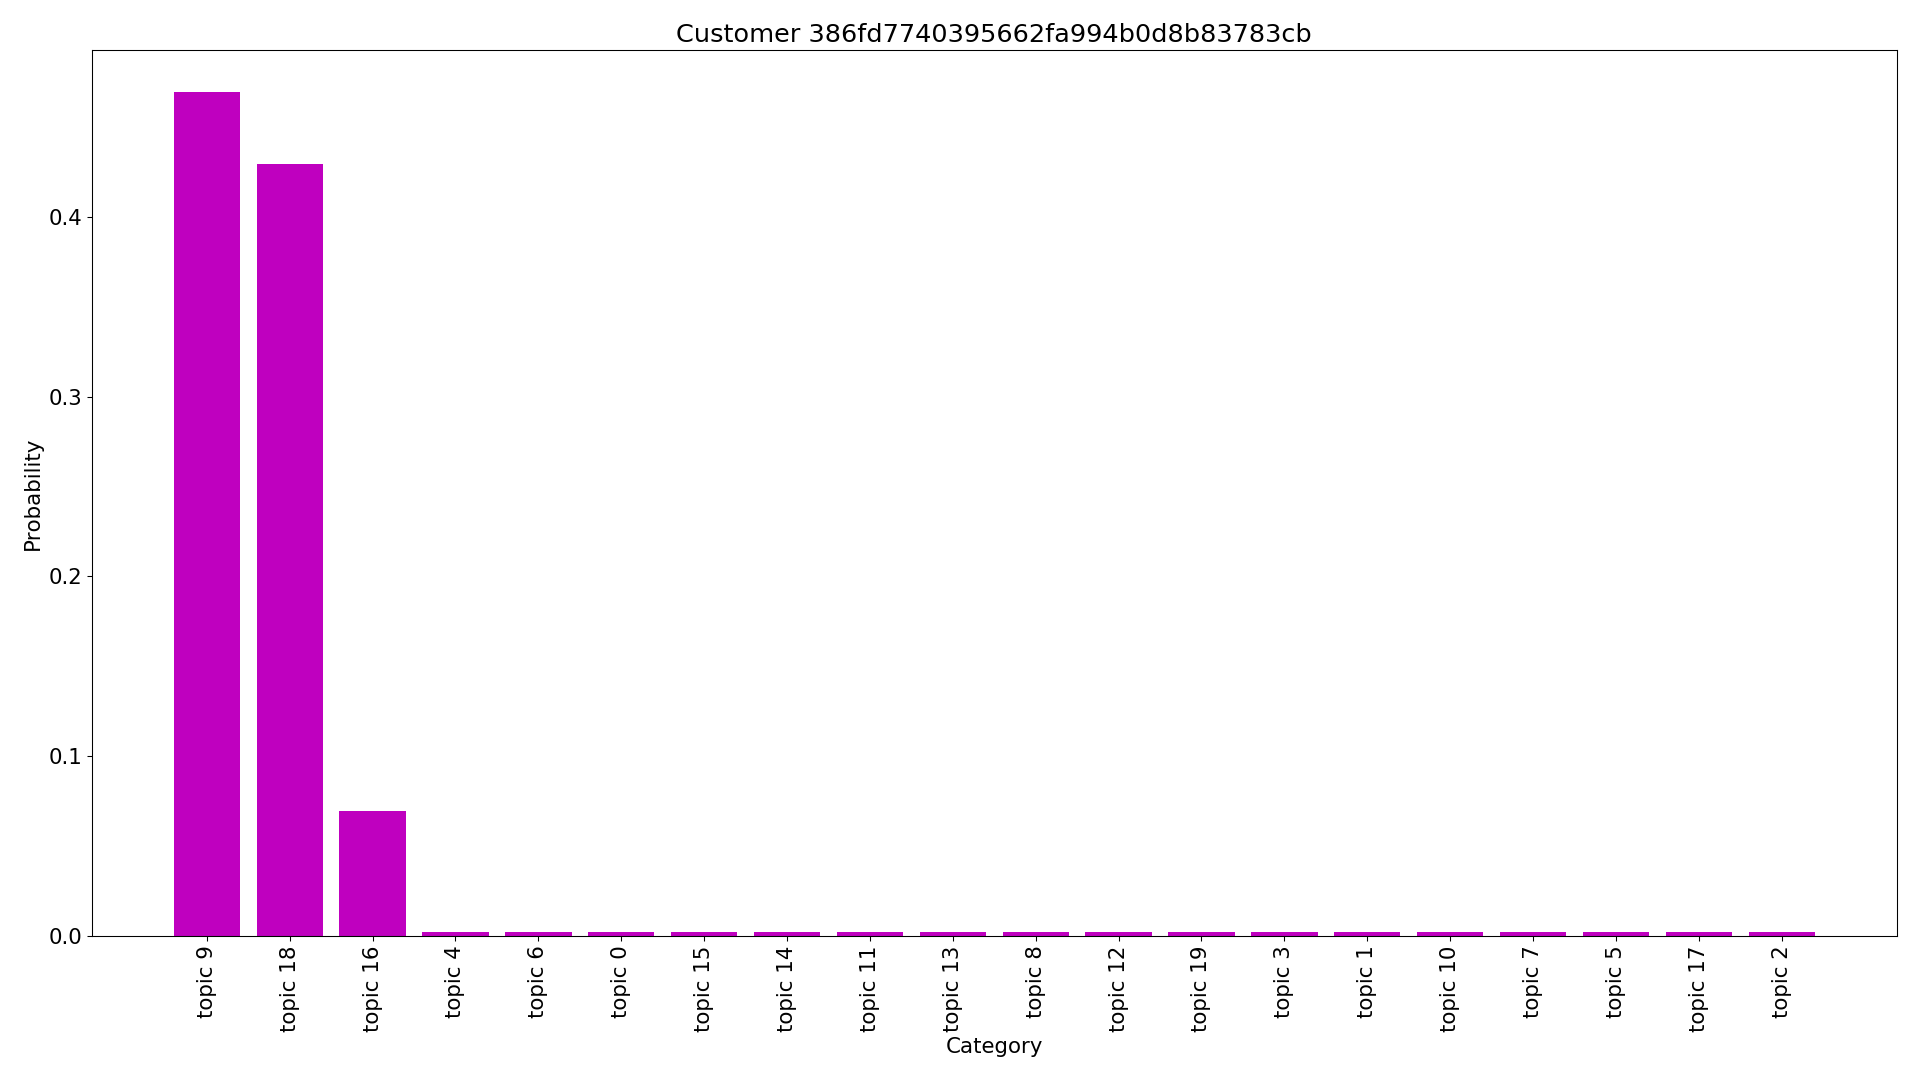 Customer 386fd7740395662fa994b0d8b83783cb
Probability
0.4
0.3
0.2
0.1
0.0
topic 9
topic 18
topic 16
topic 4
topic 6
topic 0
topic 15
topic 14
topic 11
topic 13
topic 8
topic 12
topic 19
topic 3
topic 1
topic 10
topic 7
topic 5
topic 17
topic 2
Category